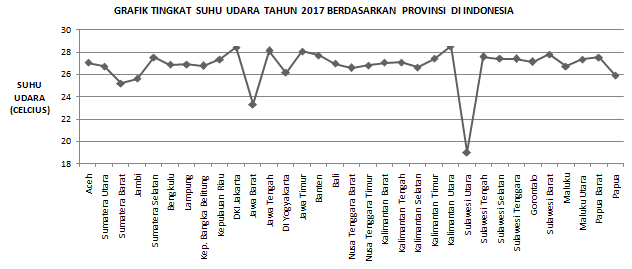 GRAFIK TINGKAT SUHU UDARA TAHUN 2017 BERDASARKAN PROVINSI DI INDONESIA
30
28
26
24
22
20
18
SUHU
UDARA
(CELCIUS)
Aceh
Sumatera Utara
Sumatera Barat
Jambi
Sumatera Selatan
Bengkulu
Lampung
Kep. Bangka Belitung
Kepulauan Riau
DKI Jakarta
Jawa Barat
Jawa Tengah
DI Yogyakarta
Jawa Timur
Banten
Bali
Nusa Tenggara Barat
Nusa Tenggara Timur
Kalimantan Barat
Kalimantan Tengah
Kalimantan Selatan
Kalimantan Timur
Kalimantan Utara
Sulawesi Utara
Sulawesi Tengah
Sulawesi Selatan
Sulawesi Tenggara
Gorontalo
Sulawesi Barat
Maluku
Maluku Utara
Papua Barat
Papua